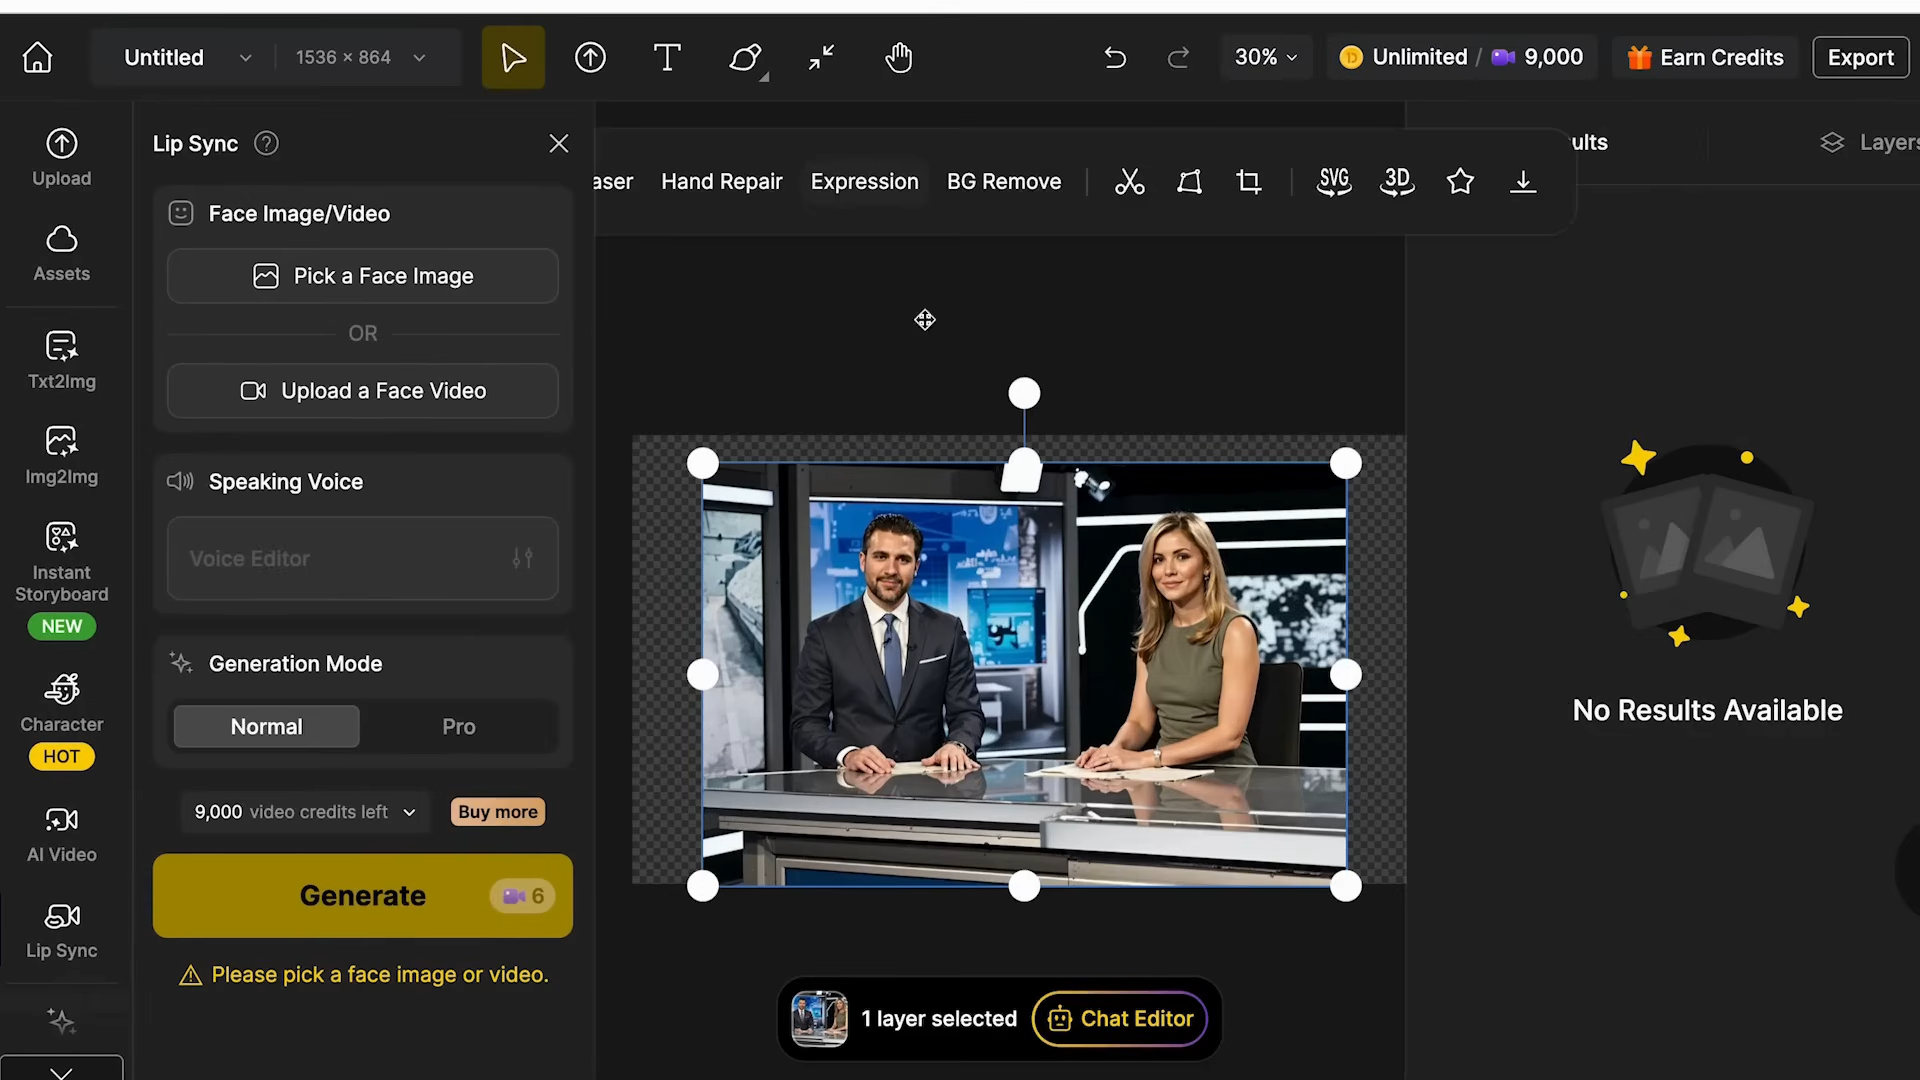 Untitled
1536 × 864
30%
Unlimited / 9,000
Earn Credits
Export
Upload
Assets
Txt2Img
Img2Img
Instant
Storyboard
NEW
Character
HOT
AI Video
Lip Sync
Lip Sync
Face Image/Video
Pick a Face Image
OR
Upload a Face Video
Speaking Voice
Voice Editor
Generation Mode
Normal
Pro
9,000 video credits left
Buy more
Generate
6
Please pick a face image or video.
aser
Hand Repair
Expression
BG Remove
SVG
3D
ults
Layers
No Results Available
1 layer selected
Chat Editor